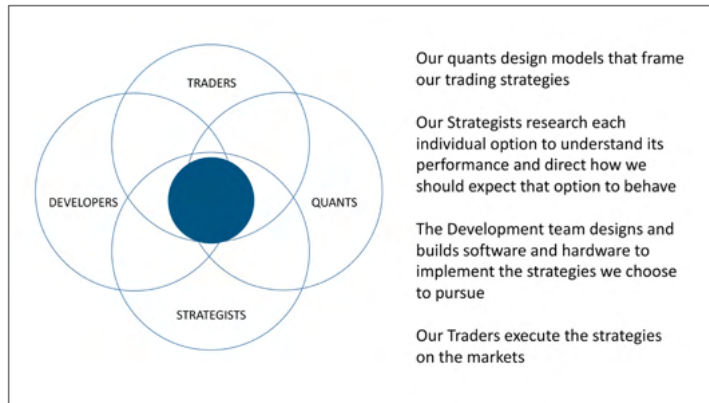 TRADERS
DEVELOPERS
QUANTS
STRATEGISTS
Our quants design models that frame
our trading strategies
Our Strategists research each
individual option to understand its
performance and direct how we
should expect that option to behave
The Development team designs and
builds software and hardware to
implement the strategies we choose
to pursue
Our Traders execute the strategies
on the markets